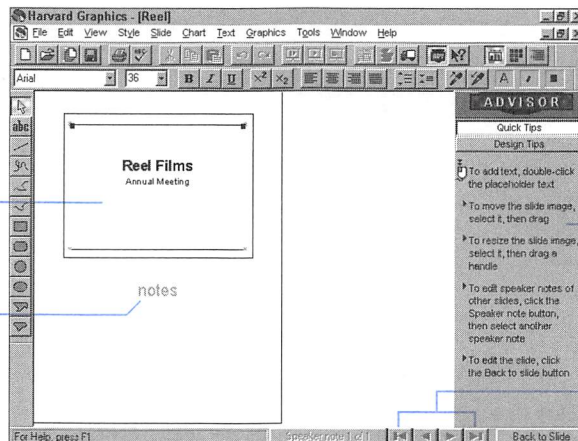 Harvard Graphics - [Reel]
File Edit View Style Slide Chart Text Graphics Tools Window Help
Arial 36 B I U x² x₂ A
abc
Reel Films
Annual Meeting
notes
ADVISOR
Quick Tips
Design Tips
To add text, double-click
the placeholder text
To move the slide image,
select it, then drag
To resize the slide image,
select it, then drag a
handle
To edit speaker notes of
other slides, click the
Speaker note button,
then select another
speaker note
To edit the slide, click
the Back to slide button
For Help, press F1 Speaker note 1 of 1 Back to Slide